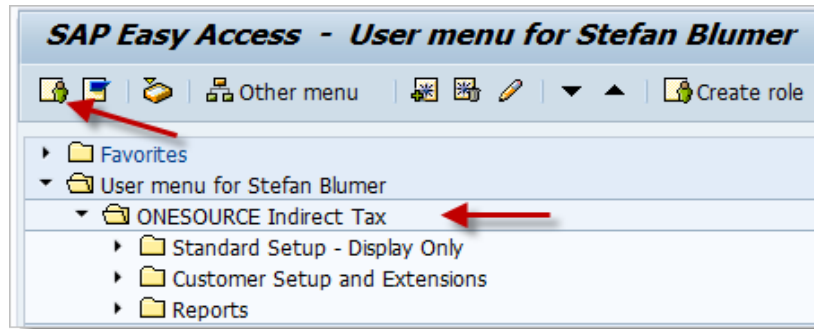 SAP Easy Access - User menu for Stefan Blumer
Other menu Create role
Favorites
User menu for Stefan Blumer
ONESOURCE Indirect Tax
Standard Setup - Display Only
Customer Setup and Extensions
Reports